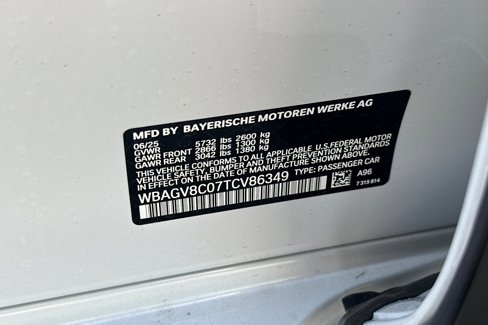 MFD BY BAYERISCHE MOTOREN WERKE AG
06/25
GVWR 5732 lbs 2600 kg
GAWR FRONT 2866 lbs 1300 kg
GAWR REAR 3042 lbs 1380 kg
THIS VEHICLE CONFORMS TO ALL APPLICABLE U.S.FEDERAL MOTOR
VEHICLE SAFETY, BUMPER AND THEFT PREVENTION STANDARDS
IN EFFECT ON THE DATE OF MANUFACTURE SHOWN ABOVE.
WBAGV8C07TCV86349 TYPE: PASSENGER CAR
A96
7 315 814